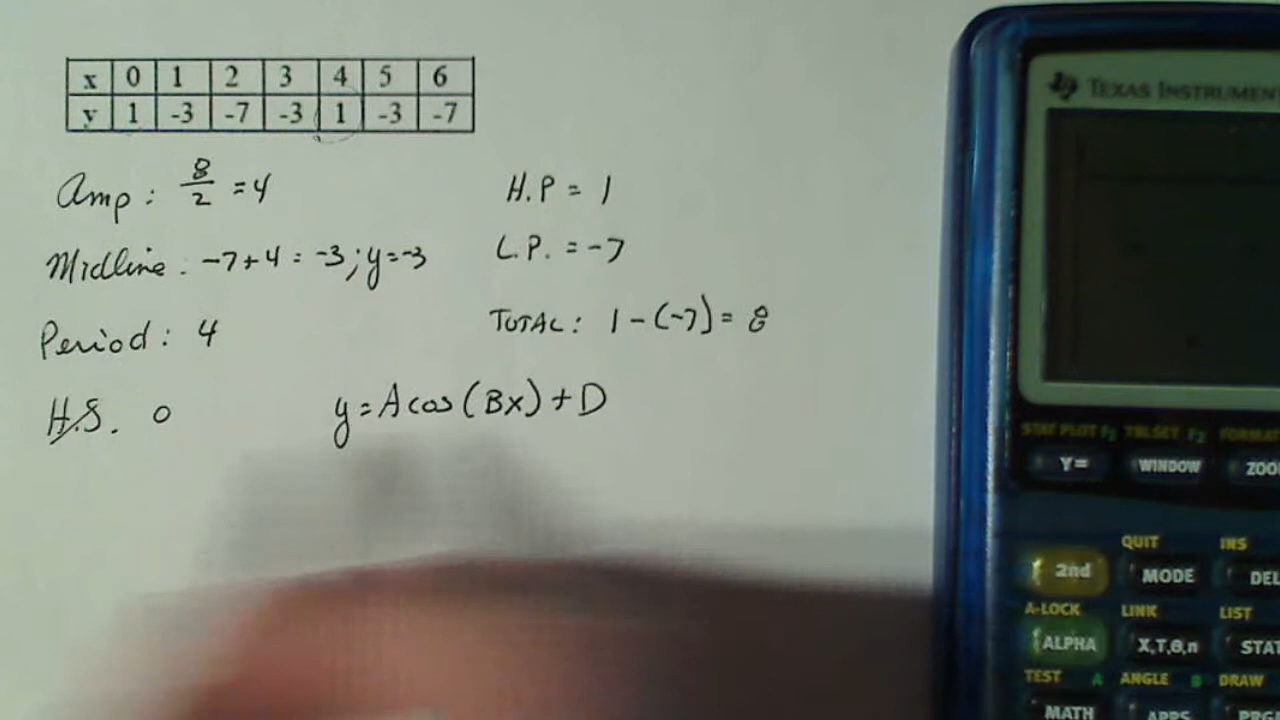 x 0 1 2 3 4 5 6
y 1 -3 -7 -3 1 -3 -7
Amp: 8/2 = 4
H.P = 1
Midline: -7+4 = -3; y=-3
L.P. = -7
Period: 4
TOTAL: 1-(-7) = 8
H.S. 0
y = A cos (Bx) + D
TEXAS INSTRUMEN
STAT PLOT F1 TBLSET F2 FORMAT
Y= WINDOW ZOO
QUIT INS
2nd MODE DEL
A-LOCK LINK LIST
ALPHA X,T,θ,n STAT
TEST A ANGLE B DRAW
MATH APPS PRG